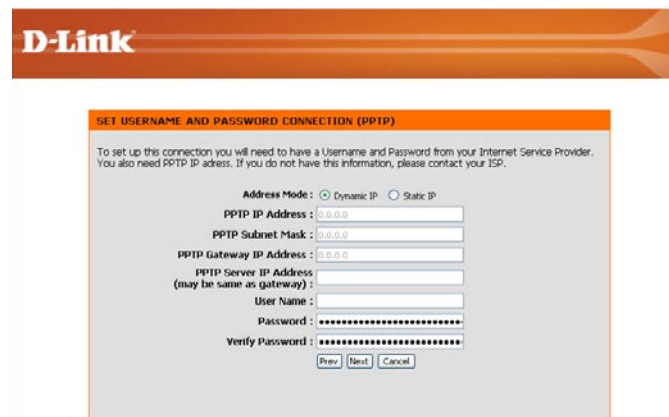 D-Link
SET USERNAME AND PASSWORD CONNECTION (PPTP)
To set up this connection you will need to have a Username and Password from your Internet Service Provider.
You also need PPTP IP adress. If you do not have this information, please contact your ISP.
Address Mode : Dynamic IP Static IP
PPTP IP Address : 0.0.0.0
PPTP Subnet Mask : 0.0.0.0
PPTP Gateway IP Address : 0.0.0.0
PPTP Server IP Address
(may be same as gateway) :
User Name :
Password : ••••••••••••••••••••••••
Verify Password : ••••••••••••••••••••••••
Prev Next Cancel